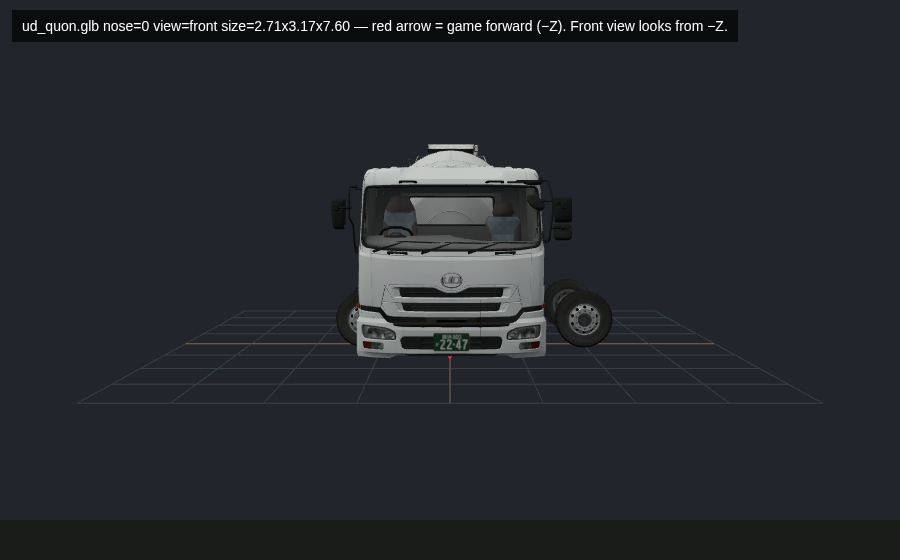 ud_quon.glb nose=0 view=front size=2.71x3.17x7.60 — red arrow = game forward (−Z). Front view looks from −Z.
UD
22-47